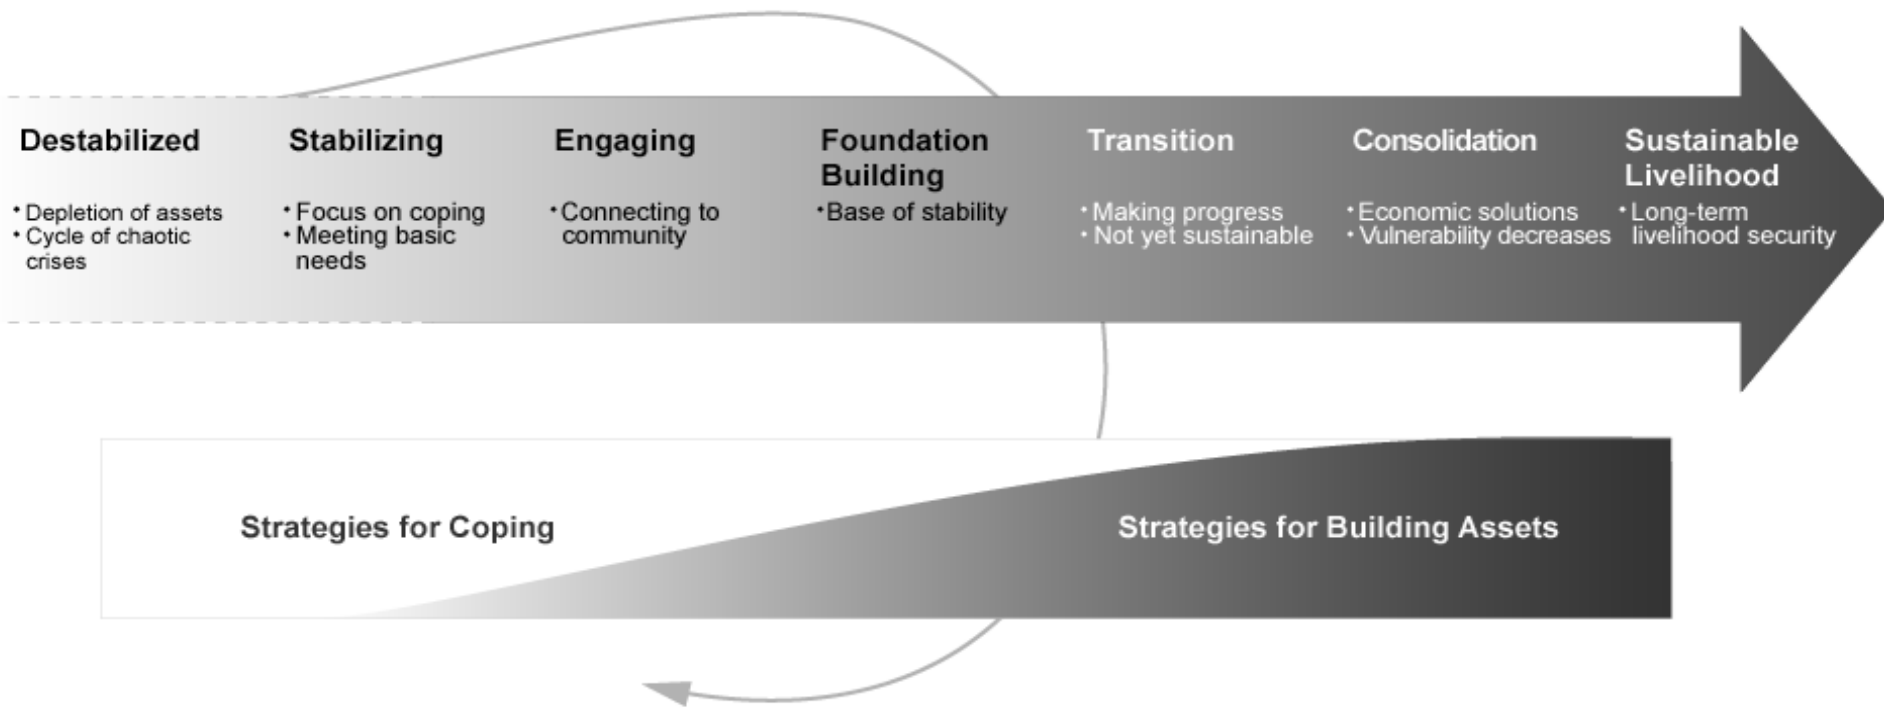 Destabilized
• Depletion of assets
• Cycle of chaotic
crises
Stabilizing
• Focus on coping
• Meeting basic
needs
Engaging
• Connecting to
community
Foundation
Building
• Base of stability
Transition
• Making progress
• Not yet sustainable
Consolidation
• Economic solutions
• Vulnerability decreases
Sustainable
Livelihood
• Long-term
livelihood security
Strategies for Coping
Strategies for Building Assets